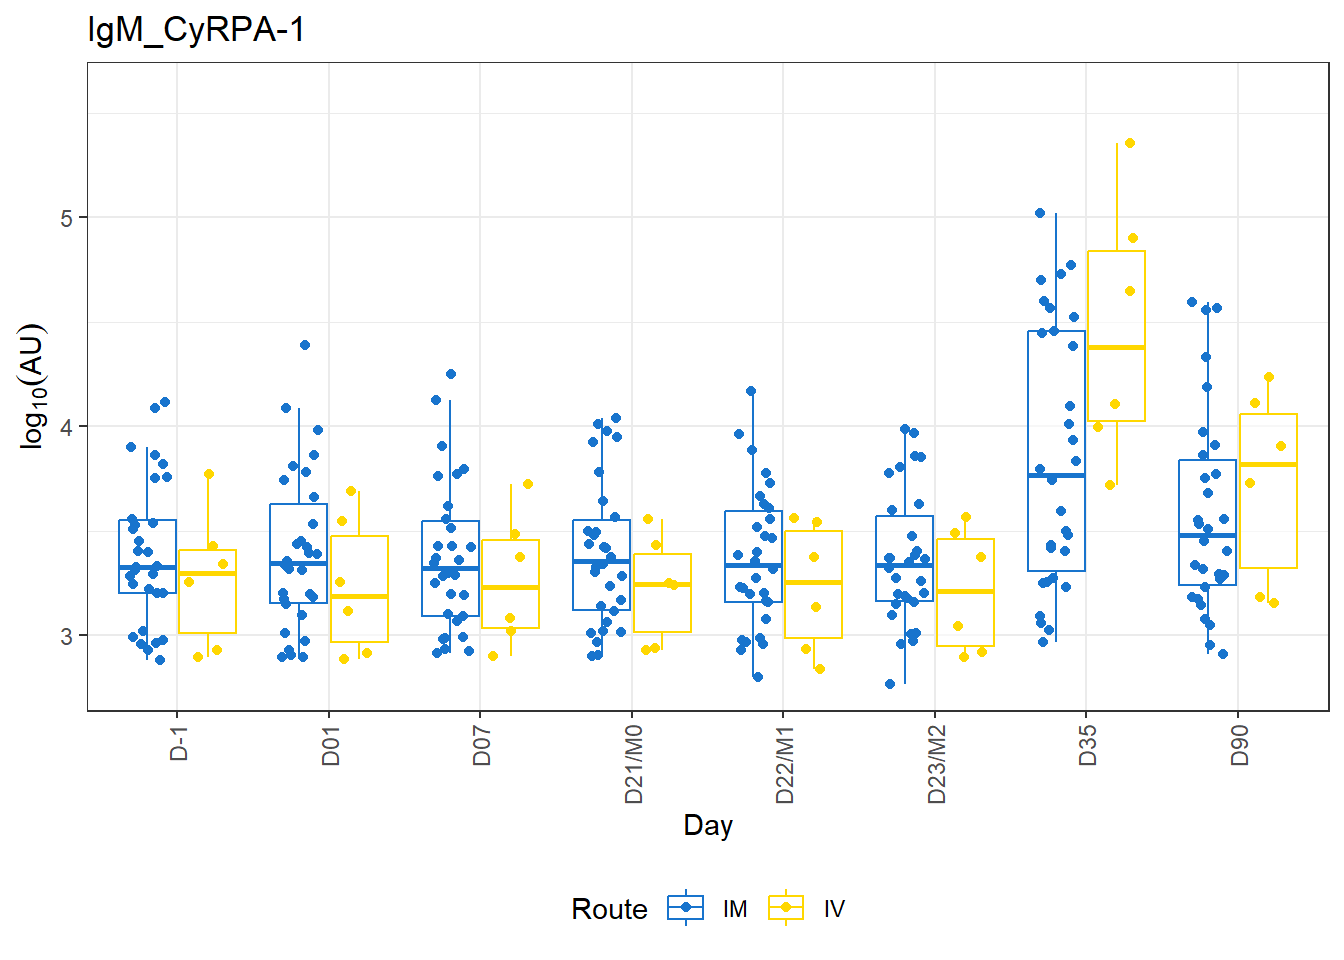 IgM_CyRPA-1
log10(AU)
5
4
3
D-1
D01
D07
D21/M0
D22/M1
D23/M2
D35
D90
Day
Route IM IV